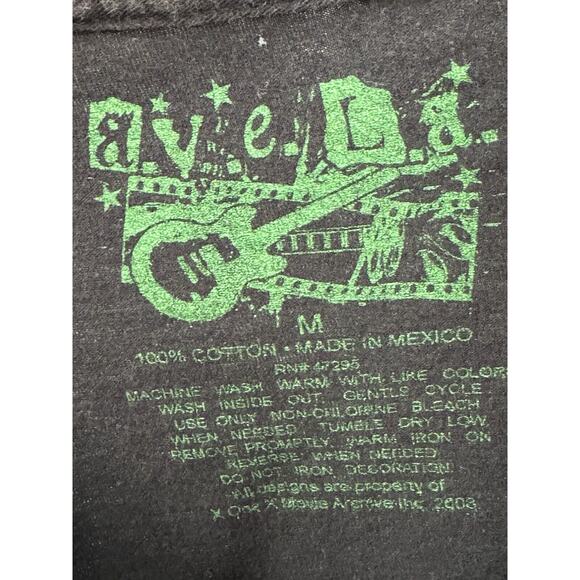 a.v.e.L.a.
M
100% COTTON • MADE IN MEXICO
RN# 47295
MACHINE WASH WARM WITH LIKE COLORS
WASH INSIDE OUT. GENTLE CYCLE
USE ONLY NON-CHLORINE BLEACH
WHEN NEEDED. TUMBLE DRY LOW.
REMOVE PROMPTLY. WARM IRON ON
REVERSE WHEN NEEDED.
DO NOT IRON DECORATION.
All designs are property of
X One X Movie Archive Inc. 2008